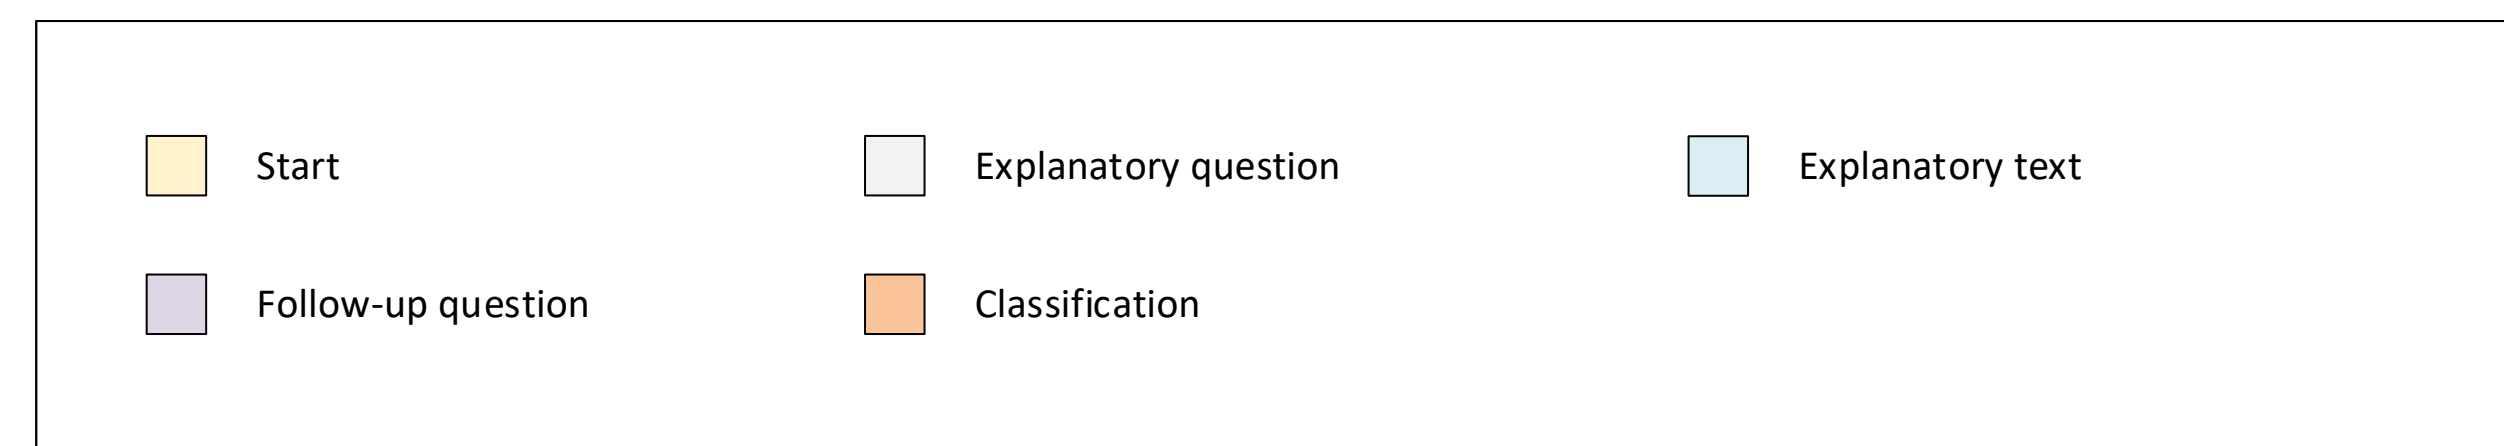 Start
Explanatory question
Explanatory text
Follow-up question
Classification